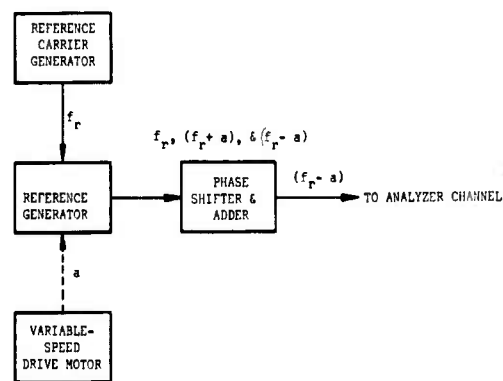 REFERENCE
CARRIER
GENERATOR
f_r
f_r, (f_r+ a), &(f_r- a)
REFERENCE
GENERATOR
PHASE
SHIFTER &
ADDER
(f_r- a)
TO ANALYZER CHANNEL
a
VARIABLE-
SPEED
DRIVE MOTOR